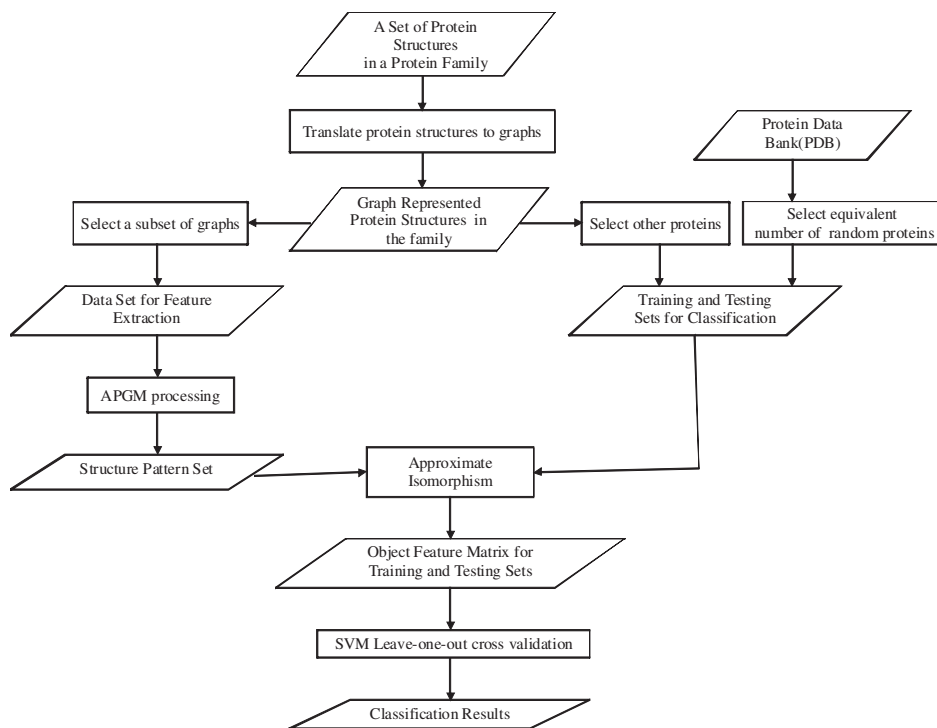 A Set of Protein
Structures
in a Protein Family
Translate protein structures to graphs
Protein Data
Bank(PDB)
Graph Represented
Protein Structures in
the family
Select a subset of graphs
Select other proteins
Select equivalent
number of random proteins
Data Set for Feature
Extraction
Training and Testing
Sets for Classification
APGM processing
Structure Pattern Set
Approximate
Isomorphism
Object Feature Matrix for
Training and Testing Sets
SVM Leave-one-out cross validation
Classification Results